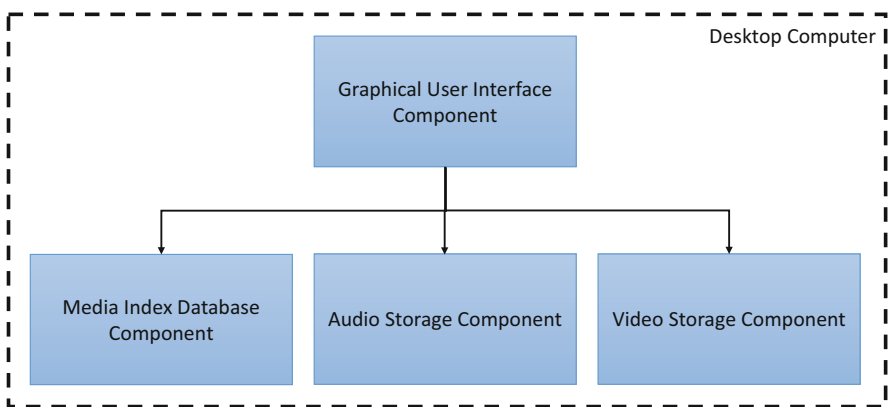 Desktop Computer
Graphical User Interface
Component
Media Index Database
Component
Audio Storage Component
Video Storage Component